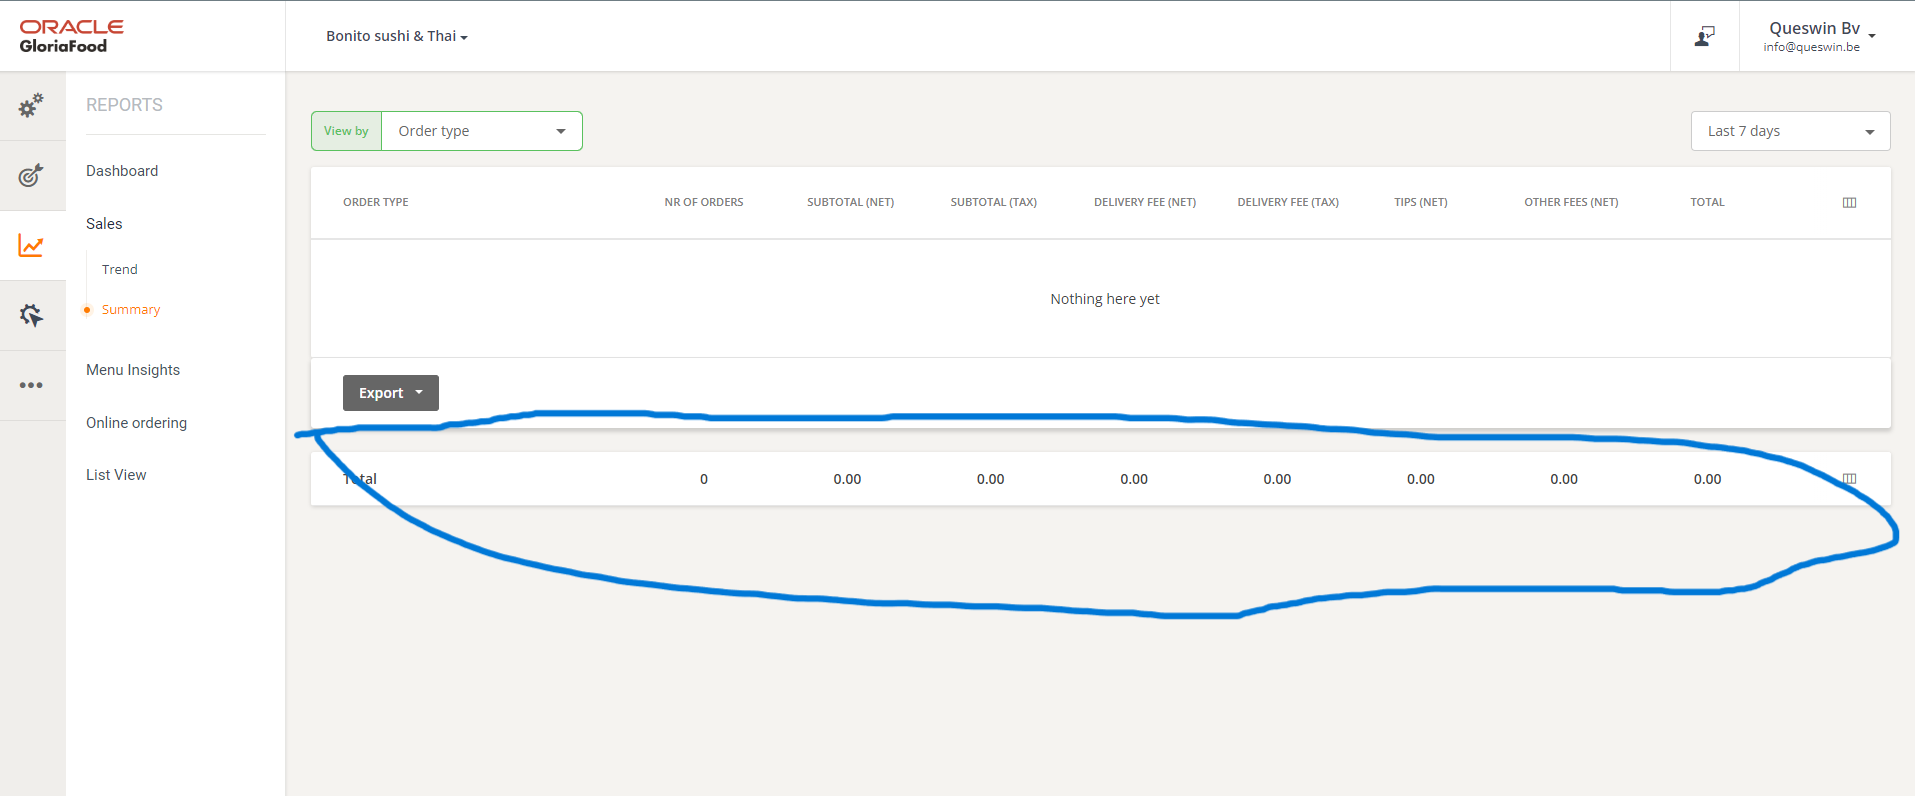 ORACLE
GloriaFood
Bonito sushi & Thai
Queswin Bv
info@queswin.be
REPORTS
Dashboard
Sales
Trend
Summary
Menu Insights
Online ordering
List View
View by Order type
Last 7 days
ORDER TYPE NR OF ORDERS SUBTOTAL (NET) SUBTOTAL (TAX) DELIVERY FEE (NET) DELIVERY FEE (TAX) TIPS (NET) OTHER FEES (NET) TOTAL
Nothing here yet
Export
Total 0 0.00 0.00 0.00 0.00 0.00 0.00 0.00